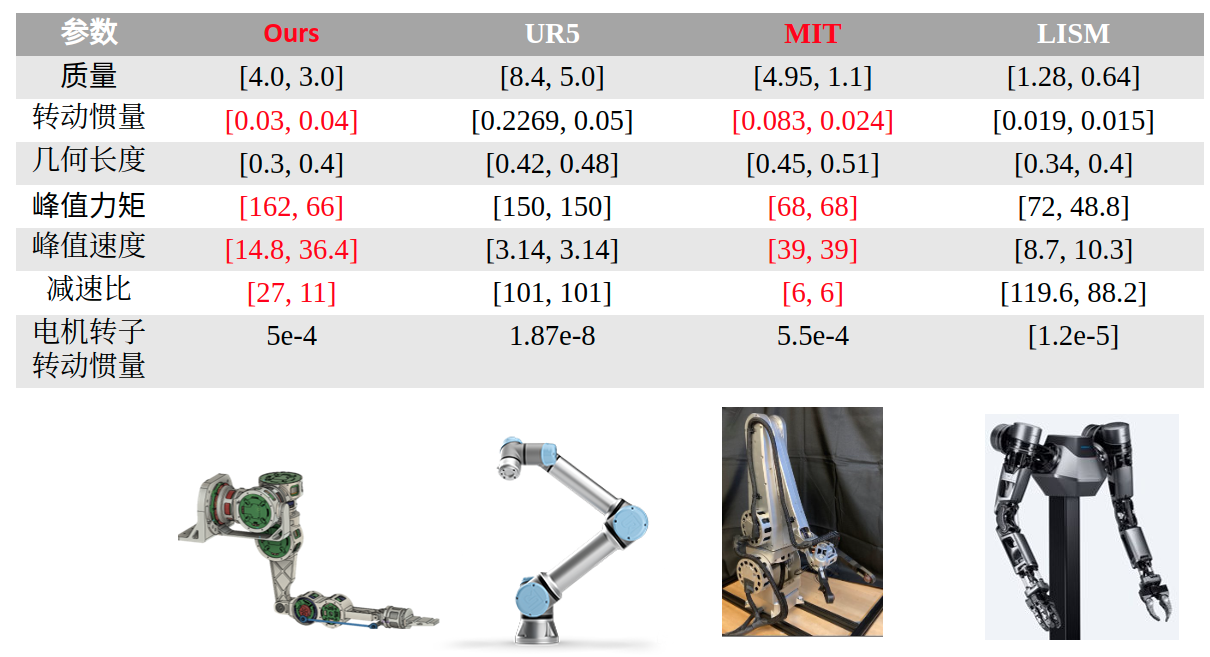 参数 Ours UR5 MIT LISM
质量 [4.0, 3.0] [8.4, 5.0] [4.95, 1.1] [1.28, 0.64]
转动惯量 [0.03, 0.04] [0.2269, 0.05] [0.083, 0.024] [0.019, 0.015]
几何长度 [0.3, 0.4] [0.42, 0.48] [0.45, 0.51] [0.34, 0.4]
峰值力矩 [162, 66] [150, 150] [68, 68] [72, 48.8]
峰值速度 [14.8, 36.4] [3.14, 3.14] [39, 39] [8.7, 10.3]
减速比 [27, 11] [101, 101] [6, 6] [119.6, 88.2]
电机转子 5e-4 1.87e-8 5.5e-4 [1.2e-5]
转动惯量